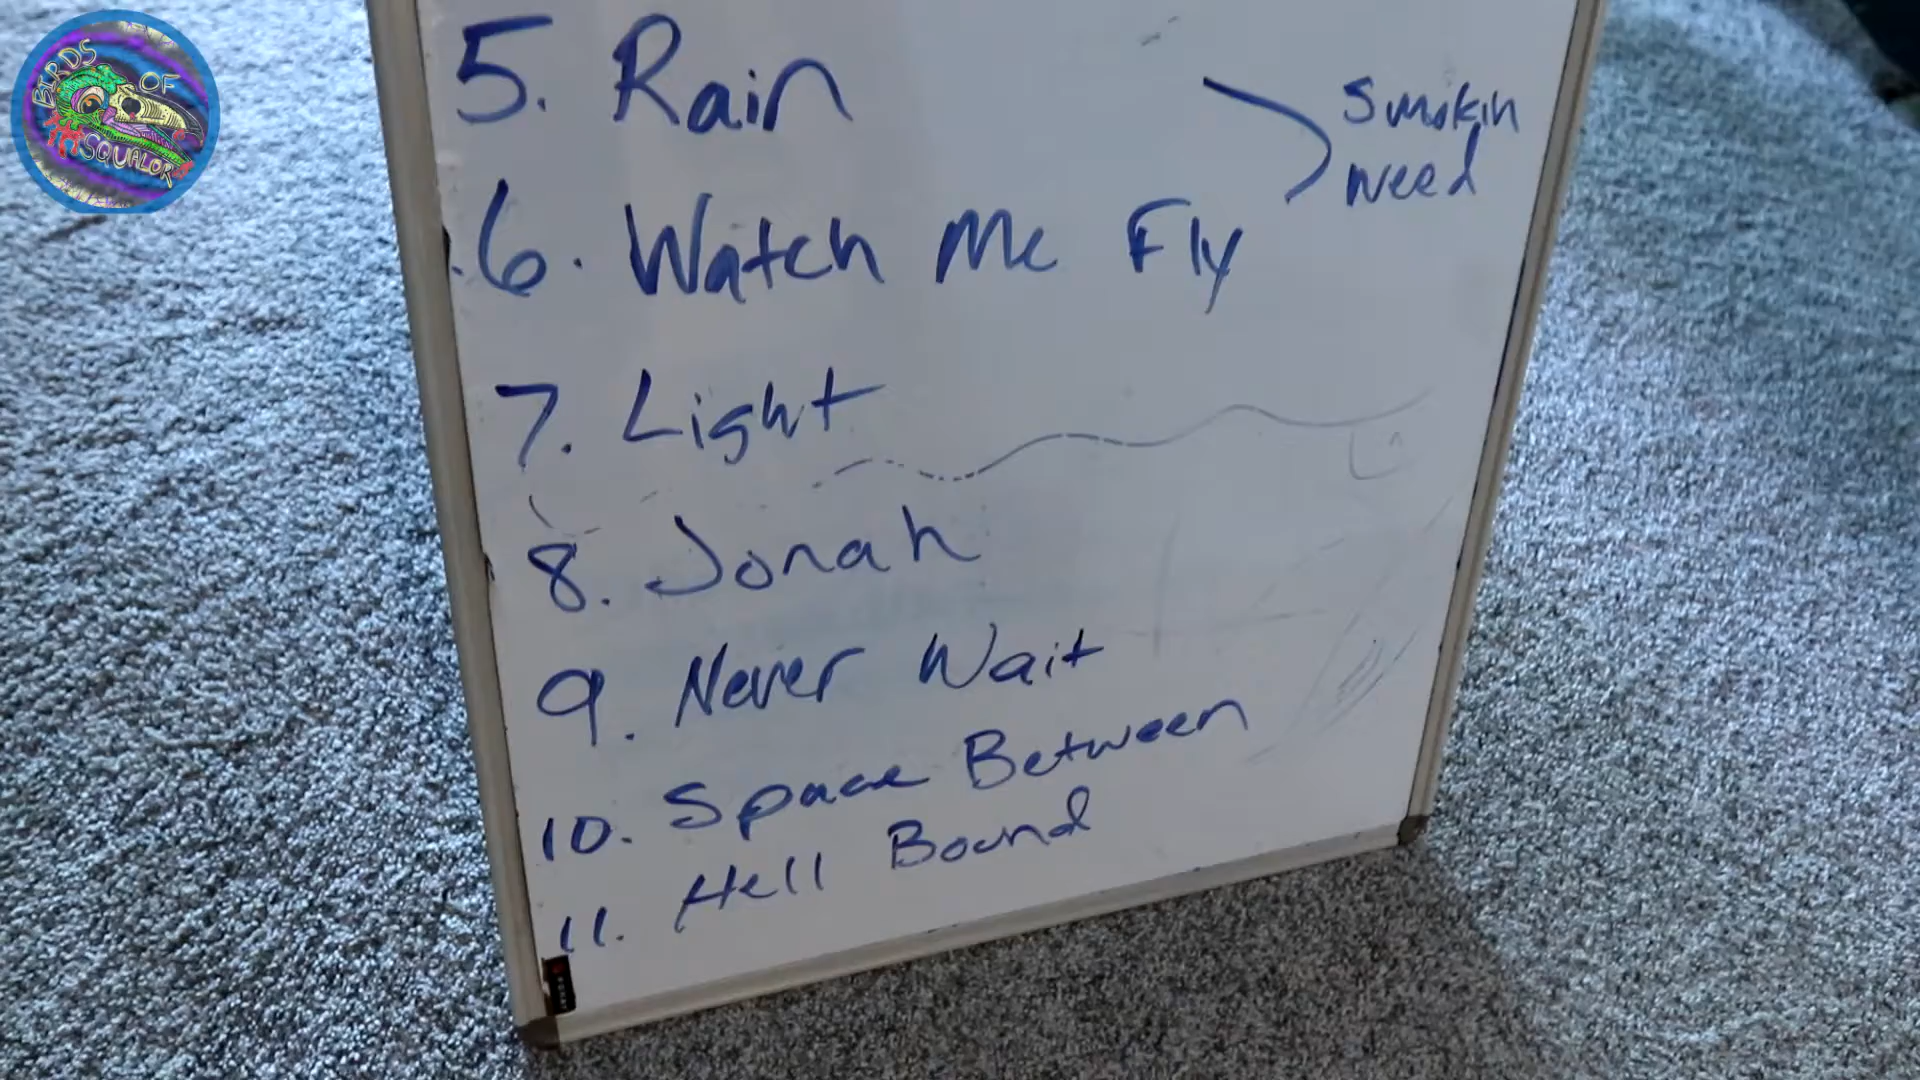 BIRDS OF SQUALOR
5. Rain
Smokin
Weed
6. Watch Me Fly
7. Light
8. Jonah
9. Never Wait
10. Space Between
11. Hell Bound